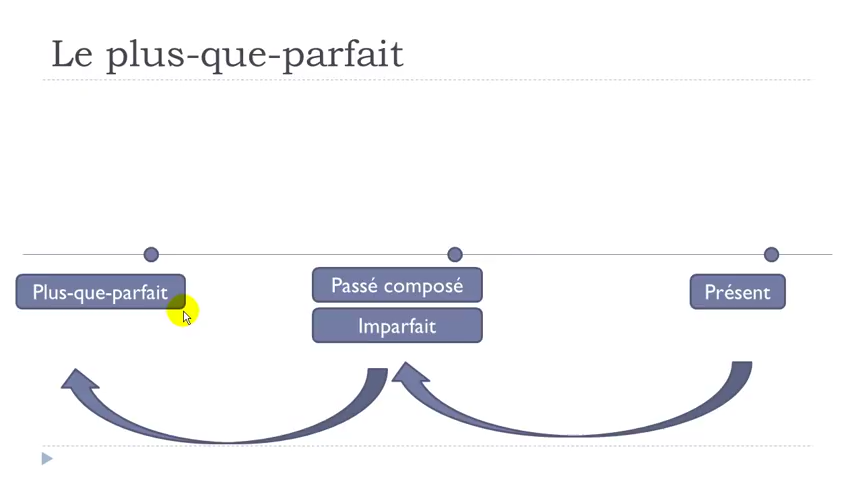 Le plus-que-parfait
Plus-que-parfait
Passé composé
Imparfait
Présent